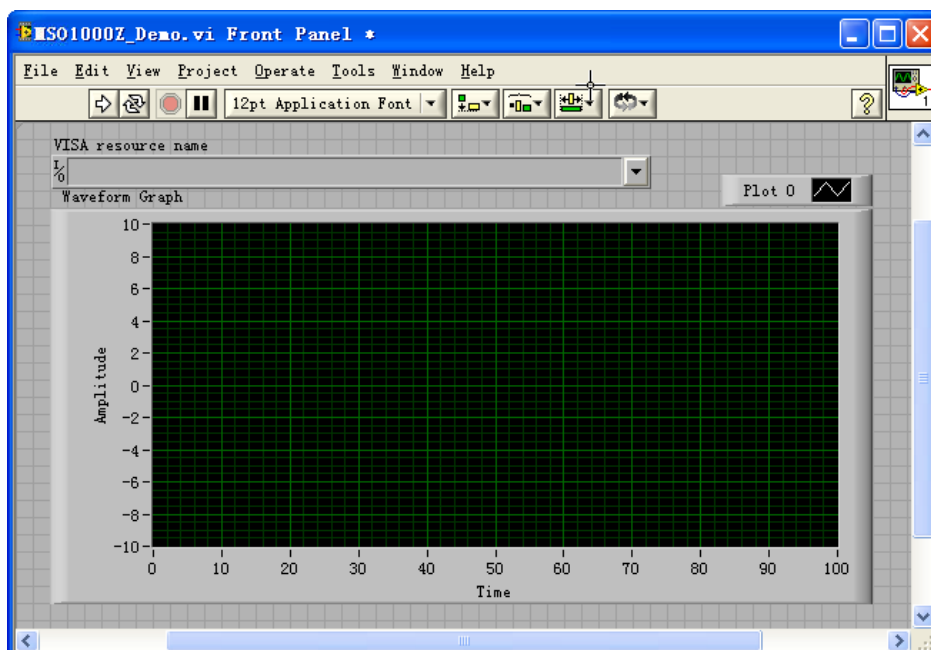 MSO1000Z_Demo.vi Front Panel *
File Edit View Project Operate Tools Window Help
12pt Application Font
1
VISA resource name
I/O
Waveform Graph
Plot 0
10
8
6
4
2
0
-2
-4
-6
-8
-10
Amplitude
0 10 20 30 40 50 60 70 80 90 100
Time